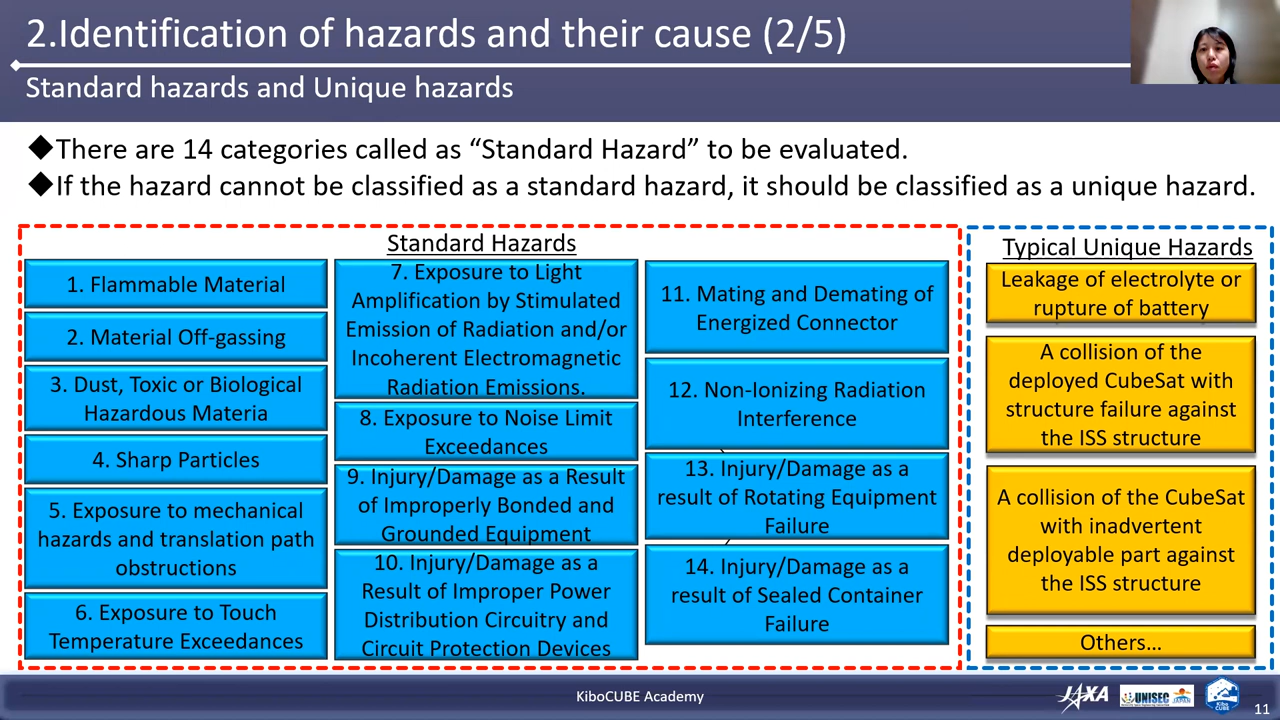 2.Identification of hazards and their cause (2/5)
Standard hazards and Unique hazards
◆There are 14 categories called as “Standard Hazard” to be evaluated.
◆If the hazard cannot be classified as a standard hazard, it should be classified as a unique hazard.
Standard Hazards
1. Flammable Material
2. Material Off-gassing
3. Dust, Toxic or Biological
Hazardous Materia
4. Sharp Particles
5. Exposure to mechanical
hazards and translation path
obstructions
6. Exposure to Touch
Temperature Exceedances
7. Exposure to Light
Amplification by Stimulated
Emission of Radiation and/or
Incoherent Electromagnetic
Radiation Emissions.
8. Exposure to Noise Limit
Exceedances
9. Injury/Damage as a Result
of Improperly Bonded and
Grounded Equipment
10. Injury/Damage as a
Result of Improper Power
Distribution Circuitry and
Circuit Protection Devices
11. Mating and Demating of
Energized Connector
12. Non-Ionizing Radiation
Interference
13. Injury/Damage as a
result of Rotating Equipment
Failure
14. Injury/Damage as a
result of Sealed Container
Failure
Typical Unique Hazards
Leakage of electrolyte or
rupture of battery
A collision of the
deployed CubeSat with
structure failure against
the ISS structure
A collision of the CubeSat
with inadvertent
deployable part against
the ISS structure
Others…
KiboCUBE Academy
JAXA
UNISEC
JAPAN
Kibo
CUBE
11